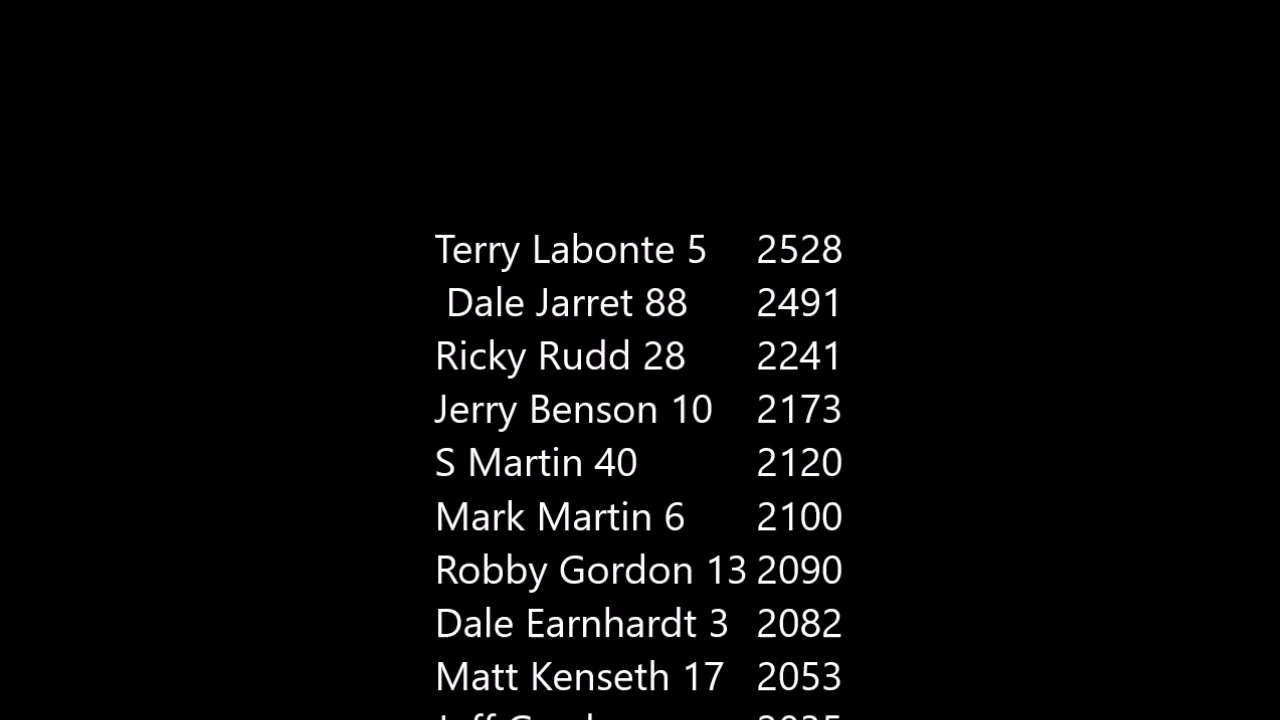 Terry Labonte 5 2528
Dale Jarret 88 2491
Ricky Rudd 28 2241
Jerry Benson 10 2173
S Martin 40 2120
Mark Martin 6 2100
Robby Gordon 13 2090
Dale Earnhardt 3 2082
Matt Kenseth 17 2053
Jeff